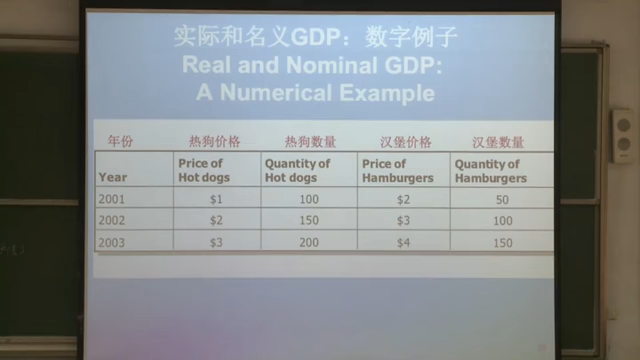 实际和名义GDP：数字例子
Real and Nominal GDP:
A Numerical Example
年份 热狗价格 热狗数量 汉堡价格 汉堡数量
Year Price of Hot dogs Quantity of Hot dogs Price of Hamburgers Quantity of Hamburgers
2001 $1 100 $2 50
2002 $2 150 $3 100
2003 $3 200 $4 150